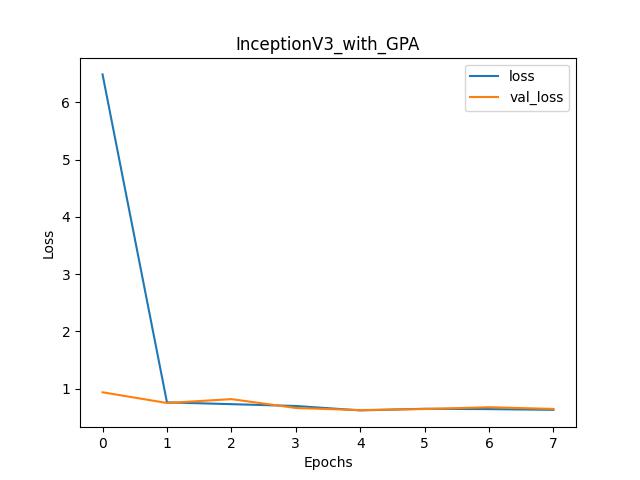 InceptionV3_with_GPA
loss
val_loss
Loss
6
5
4
3
2
1
0 1 2 3 4 5 6 7
Epochs